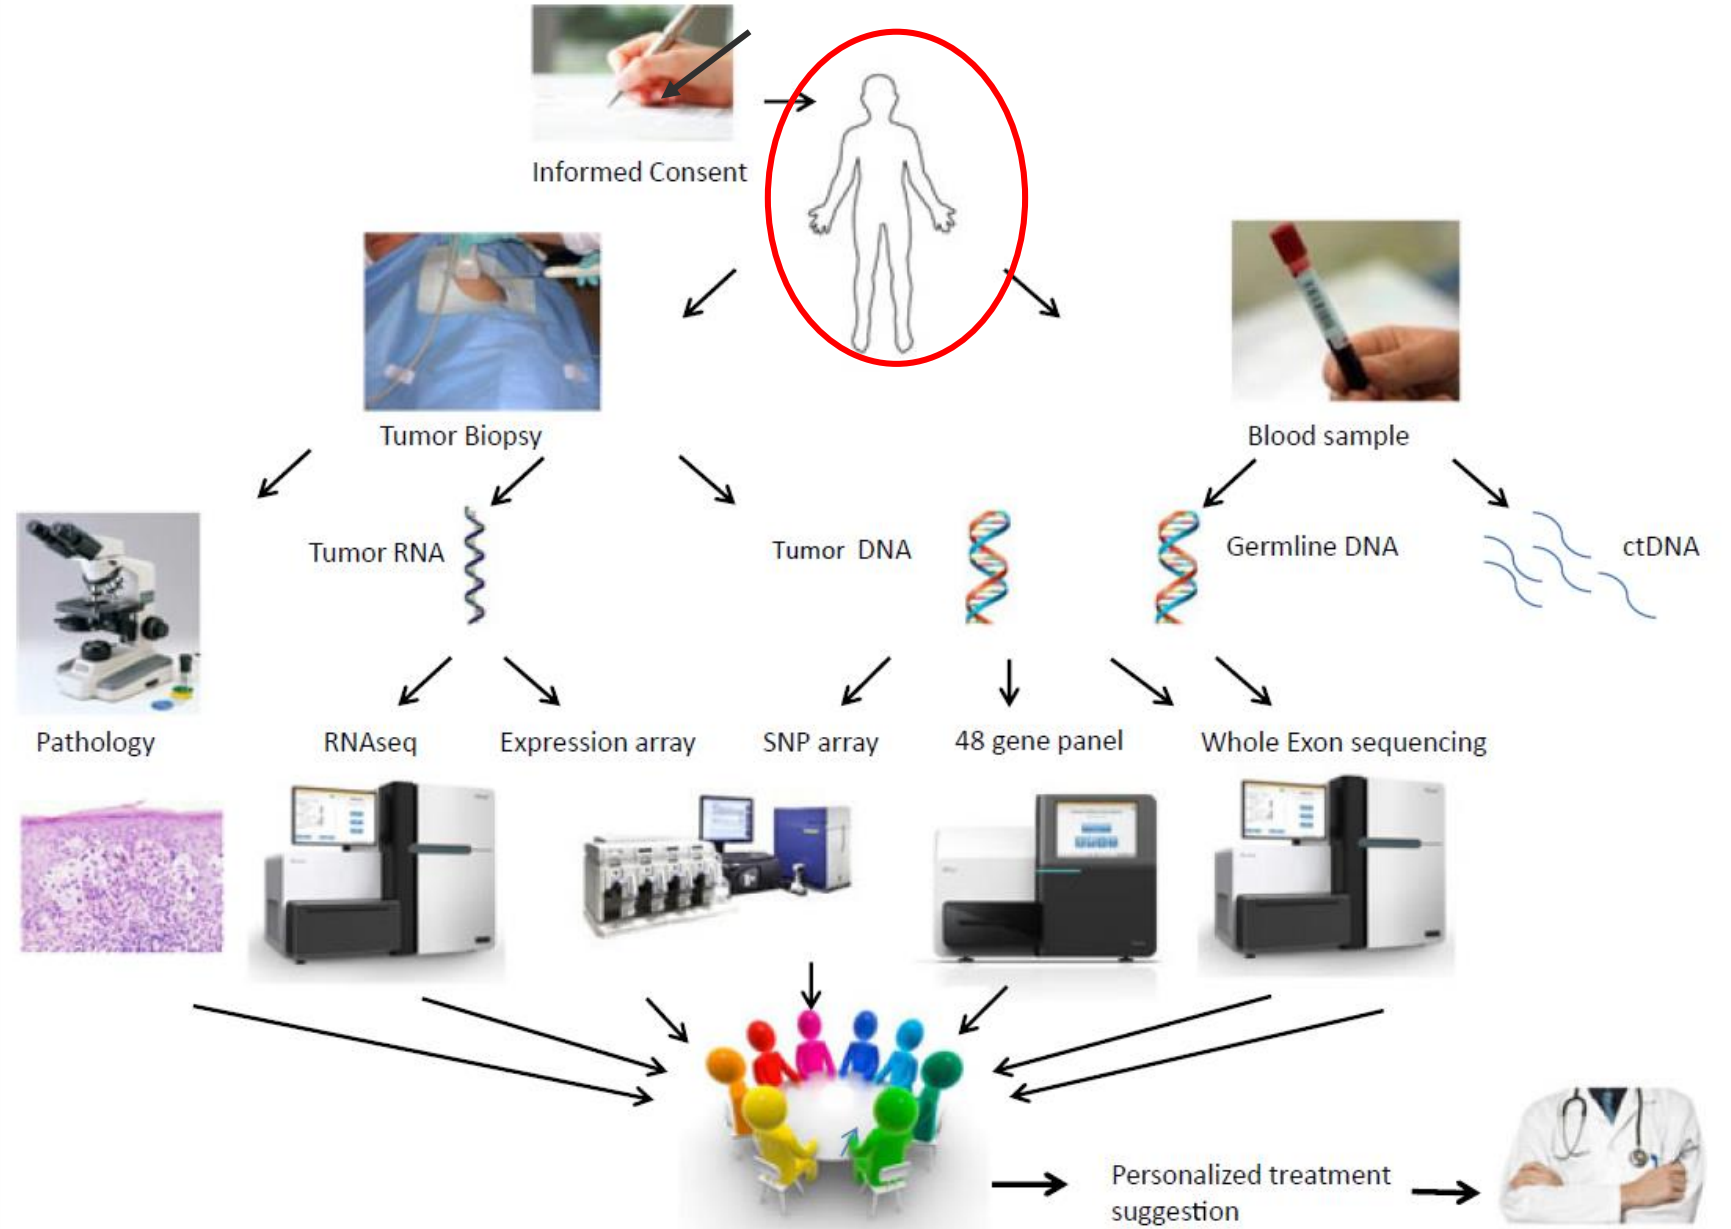 Informed Consent
Tumor Biopsy
Blood sample
Tumor RNA
Tumor DNA
Germline DNA
ctDNA
Pathology
RNAseq
Expression array
SNP array
48 gene panel
Whole Exon sequencing
Personalized treatment
suggestion